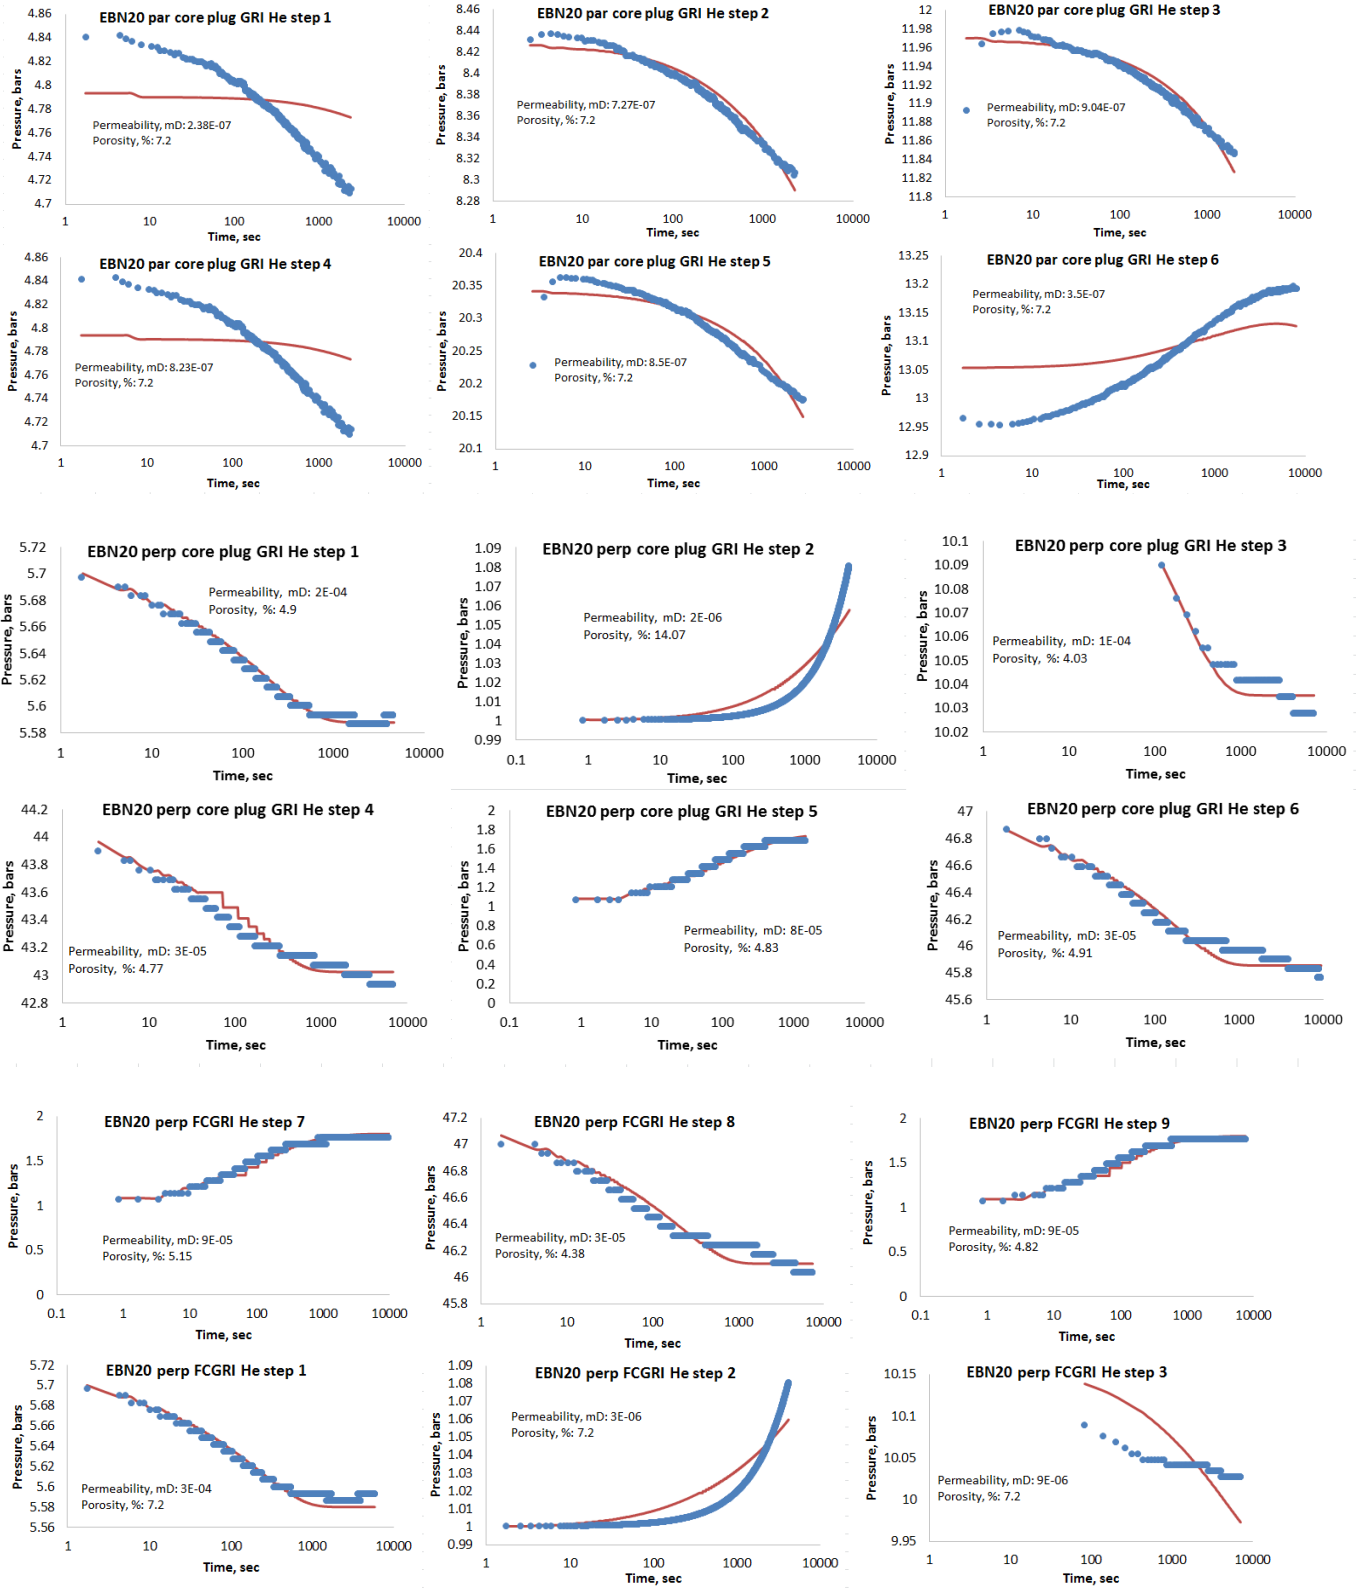 EBN20 par core plug GRI He step 1
4.86
4.84
4.82
4.8
4.78
4.76
4.74
4.72
4.7
Pressure, bars
Permeability, mD: 2.38E-07
Porosity, %: 7.2
1 10 100 1000 10000
Time, sec
EBN20 par core plug GRI He step 2
8.46
8.44
8.42
8.4
8.38
8.36
8.34
8.32
8.3
8.28
Pressure, bars
Permeability, mD: 7.27E-07
Porosity, %: 7.2
1 10 100 1000 10000
Time, sec
EBN20 par core plug GRI He step 3
12
11.98
11.96
11.94
11.92
11.9
11.88
11.86
11.84
11.82
11.8
Pressure, bars
Permeability, mD: 9.04E-07
Porosity, %: 7.2
1 10 100 1000 10000
Time, sec
EBN20 par core plug GRI He step 4
4.86
4.84
4.82
4.8
4.78
4.76
4.74
4.72
4.7
Pressure, bars
Permeability, mD: 8.23E-07
Porosity, %: 7.2
1 10 100 1000 10000
Time, sec
EBN20 par core plug GRI He step 5
20.4
20.35
20.3
20.25
20.2
20.15
20.1
Pressure, bars
Permeability, mD: 8.5E-07
Porosity, %: 7.2
1 10 100 1000 10000
Time, sec
EBN20 par core plug GRI He step 6
13.25
13.2
13.15
13.1
13.05
13
12.95
12.9
Pressure, bars
Permeability, mD: 3.5E-07
Porosity, %: 7.2
1 10 100 1000 10000
Time, sec
EBN20 perp core plug GRI He step 1
5.72
5.7
5.68
5.66
5.64
5.62
5.6
5.58
Pressure, bars
Permeability, mD: 2E-04
Porosity, %: 4.9
1 10 100 1000 10000
Time, sec
EBN20 perp core plug GRI He step 2
1.09
1.08
1.07
1.06
1.05
1.04
1.03
1.02
1.01
1
0.99
Pressure, bars
Permeability, mD: 2E-06
Porosity, %: 14.07
0.1 1 10 100 1000 10000
Time, sec
EBN20 perp core plug GRI He step 3
10.1
10.09
10.08
10.07
10.06
10.05
10.04
10.03
10.02
Pressure, bars
Permeability, mD: 1E-04
Porosity, %: 4.03
1 10 100 1000 10000
Time, sec
EBN20 perp core plug GRI He step 4
44.2
44
43.8
43.6
43.4
43.2
43
42.8
Pressure, bars
Permeability, mD: 3E-05
Porosity, %: 4.77
1 10 100 1000 10000
Time, sec
EBN20 perp core plug GRI He step 5
2
1.8
1.6
1.4
1.2
1
0.8
0.6
0.4
0.2
0
Pressure, bars
Permeability, mD: 8E-05
Porosity, %: 4.83
0.1 1 10 100 1000 10000
Time, sec
EBN20 perp core plug GRI He step 6
47
46.8
46.6
46.4
46.2
46
45.8
45.6
Pressure, bars
Permeability, mD: 3E-05
Porosity, %: 4.91
1 10 100 1000 10000
Time, sec
EBN20 perp FCGRI He step 7
2
1.5
1
0.5
0
Pressure, bars
Permeability, mD: 9E-05
Porosity, %: 5.15
0.1 1 10 100 1000 10000
Time, sec
EBN20 perp FCGRI He step 8
47.2
47
46.8
46.6
46.4
46.2
46
45.8
Pressure, bars
Permeability, mD: 3E-05
Porosity, %: 4.38
1 10 100 1000 10000
Time, sec
EBN20 perp FCGRI He step 9
2
1.5
1
0.5
0
Pressure, bars
Permeability, mD: 9E-05
Porosity, %: 4.82
0.1 1 10 100 1000 10000
Time, sec
EBN20 perp FCGRI He step 1
5.72
5.7
5.68
5.66
5.64
5.62
5.6
5.58
5.56
Pressure, bars
Permeability, mD: 3E-04
Porosity, %: 7.2
1 10 100 1000 10000
Time, sec
EBN20 perp FCGRI He step 2
1.09
1.08
1.07
1.06
1.05
1.04
1.03
1.02
1.01
1
0.99
Pressure, bars
Permeability, mD: 3E-06
Porosity, %: 7.2
1 10 100 1000 10000
Time, sec
EBN20 perp FCGRI He step 3
10.15
10.1
10.05
10
9.95
Pressure, bars
Permeability, mD: 9E-06
Porosity, %: 7.2
1 10 100 1000 10000
Time, sec